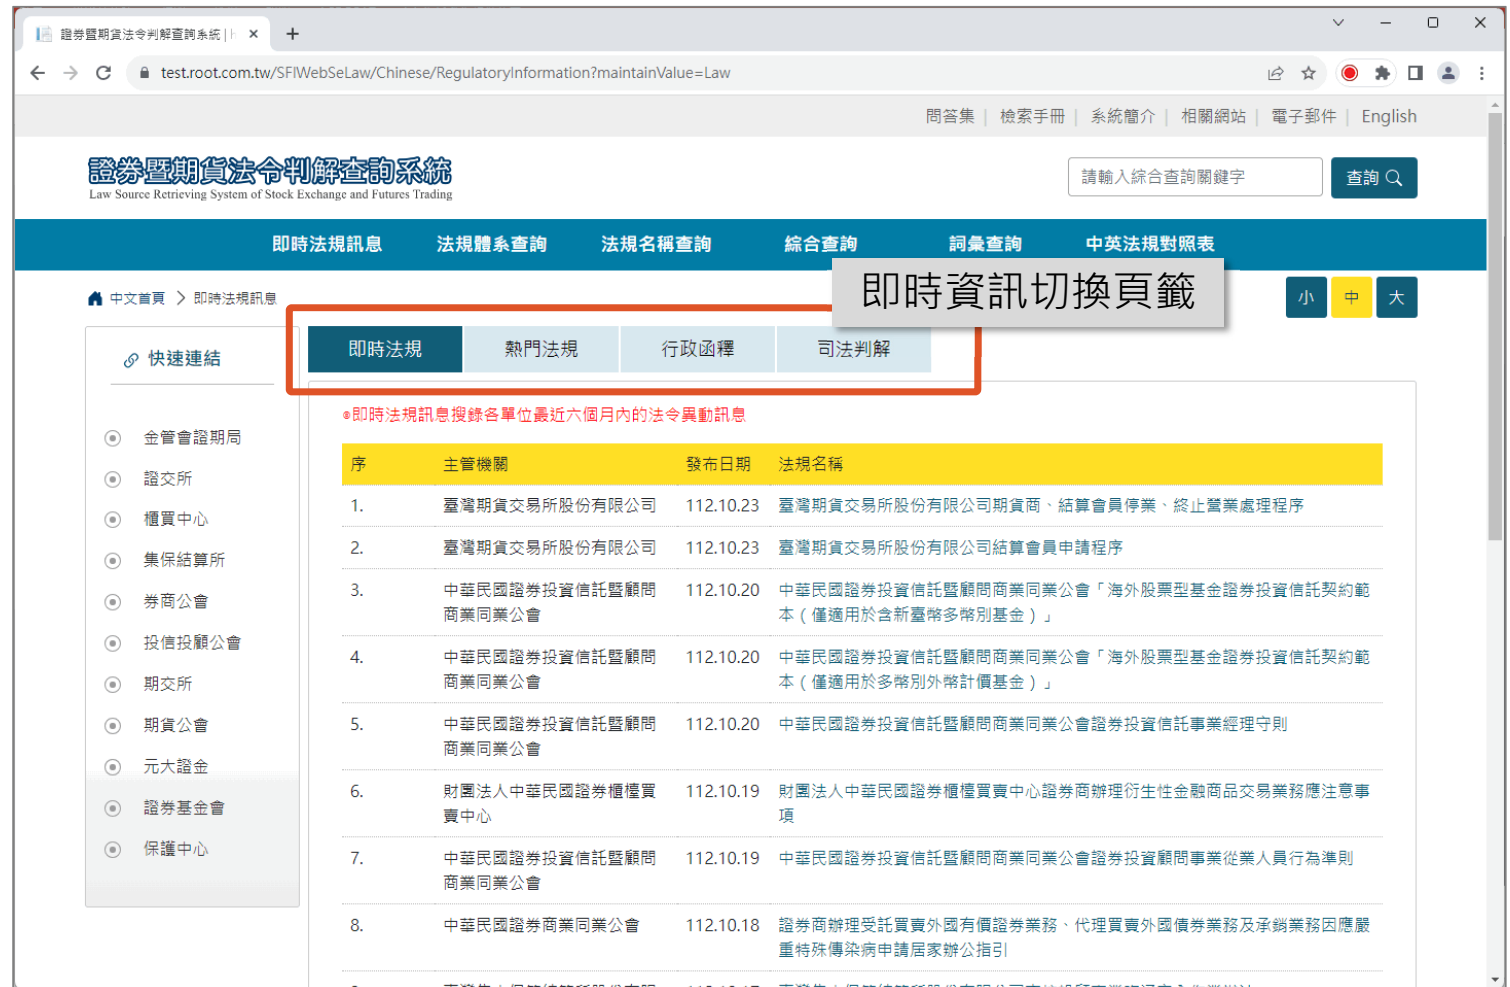 證券暨期貨法令判解查詢系統 |
test.root.com.tw/SFIWebSeLaw/Chinese/RegulatoryInformation?maintainValue=Law
問答集 | 檢索手冊 | 系統簡介 | 相關網站 | 電子郵件 | English
證券暨期貨法令判解查詢系統
Law Source Retrieving System of Stock Exchange and Futures Trading
請輸入綜合查詢關鍵字
查詢
即時法規訊息 法規體系查詢 法規名稱查詢 綜合查詢 詞彙查詢 中英法規對照表
即時資訊切換頁籤
中文首頁 > 即時法規訊息
小 中 大
快速連結
金管會證期局
證交所
櫃買中心
集保結算所
券商公會
投信投顧公會
期交所
期貨公會
元大證金
證券基金會
保護中心
即時法規 熱門法規 行政函釋 司法判解
◉即時法規訊息搜錄各單位最近六個月內的法令異動訊息
序 主管機關 發布日期 法規名稱
1. 臺灣期貨交易所股份有限公司 112.10.23 臺灣期貨交易所股份有限公司期貨商、結算會員停業、終止營業處理程序
2. 臺灣期貨交易所股份有限公司 112.10.23 臺灣期貨交易所股份有限公司結算會員申請程序
3. 中華民國證券投資信託暨顧問 112.10.20 中華民國證券投資信託暨顧問商業同業公會「海外股票型基金證券投資信託契約範
商業同業公會 本（僅適用於含新臺幣多幣別基金）」
4. 中華民國證券投資信託暨顧問 112.10.20 中華民國證券投資信託暨顧問商業同業公會「海外股票型基金證券投資信託契約範
商業同業公會 本（僅適用於多幣別外幣計價基金）」
5. 中華民國證券投資信託暨顧問 112.10.20 中華民國證券投資信託暨顧問商業同業公會證券投資信託事業經理守則
商業同業公會
6. 財團法人中華民國證券櫃檯買 112.10.19 財團法人中華民國證券櫃檯買賣中心證券商辦理衍生性金融商品交易業務應注意事
賣中心 項
7. 中華民國證券投資信託暨顧問 112.10.19 中華民國證券投資信託暨顧問商業同業公會證券投資顧問事業從業人員行為準則
商業同業公會
8. 中華民國證券商業同業公會 112.10.18 證券商辦理受託買賣外國有價證券業務、代理買賣外國債券業務及承銷業務因應嚴
重特殊傳染病申請居家辦公指引